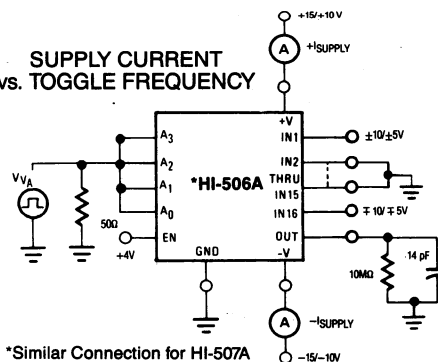 +15/+10 V
SUPPLY CURRENT
vs. TOGGLE FREQUENCY
A
+ISUPPLY
+V
A3
IN1
±10/±5V
VVA
A2
*HI-506A
IN2
A1
THRU
IN15
50Ω
A0
IN16
∓10/∓5V
EN
OUT
+4V
GND
-V
14 pF
10MΩ
A
-ISUPPLY
*Similar Connection for HI-507A
-15/-10V